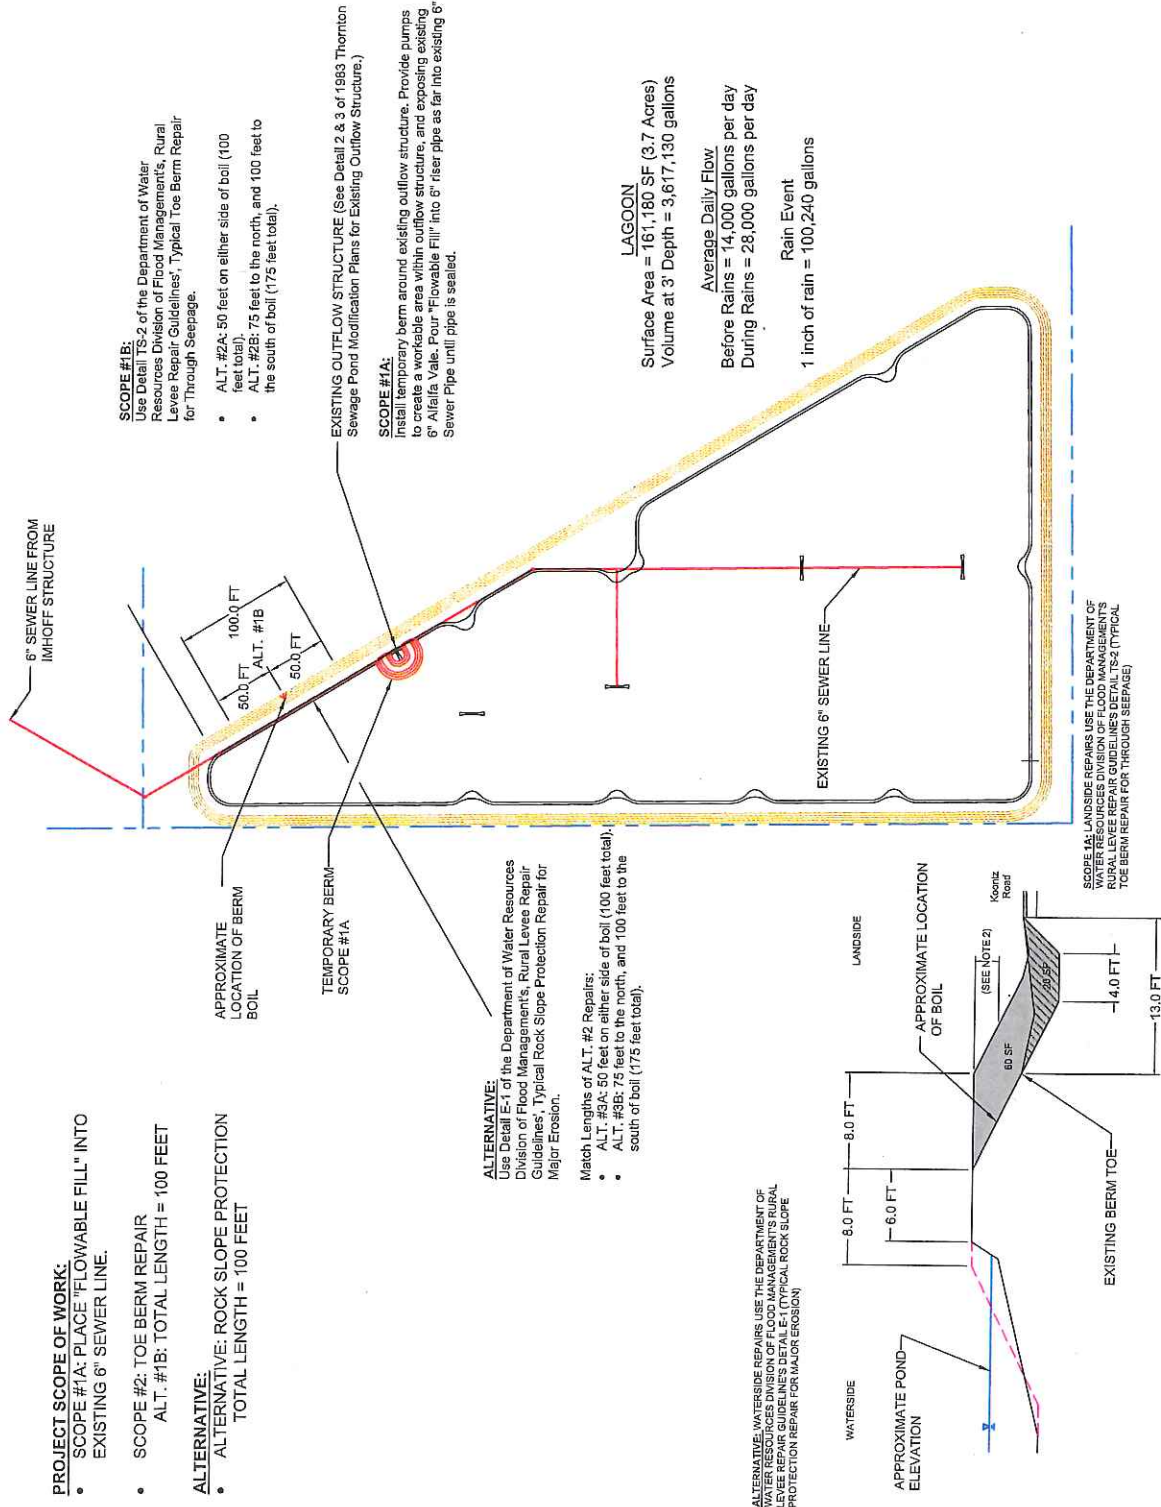 PROJECT SCOPE OF WORK:
• SCOPE #1A: PLACE "FLOWABLE FILL" INTO
EXISTING 6" SEWER LINE.
• SCOPE #2: TOE BERM REPAIR
ALT. #1B: TOTAL LENGTH = 100 FEET
ALTERNATIVE:
• ALTERNATIVE: ROCK SLOPE PROTECTION
TOTAL LENGTH = 100 FEET
6" SEWER LINE FROM
IMHOFF STRUCTURE
100.0 FT
50.0 FT
ALT. #1B
50.0 FT
APPROXIMATE
LOCATION OF BERM
BOIL
TEMPORARY BERM
SCOPE #1A
SCOPE #1B:
Use Detail TS-2 of the Department of Water
Resources Division of Flood Management's, Rural
Levee Repair Guidelines', Typical Toe Berm Repair
for Through Seepage.
• ALT. #2A: 50 feet on either side of boil (100
feet total).
• ALT. #2B: 75 feet to the north, and 100 feet to
the south of boil (175 feet total).
EXISTING OUTFLOW STRUCTURE (See Detail 2 & 3 of 1983 Thornton
Sewage Pond Modification Plans for Existing Outflow Structure.)
SCOPE #1A:
Install temporary berm around existing outflow structure. Provide pumps
to create a workable area within outflow structure, and exposing existing
6" Alfalfa Vale. Pour "Flowable Fill" into 6" riser pipe as far into existing 6"
Sewer Pipe until pipe is sealed.
ALTERNATIVE:
Use Detail E-1 of the Department of Water Resources
Division of Flood Management's, Rural Levee Repair
Guidelines', Typical Rock Slope Protection Repair for
Major Erosion.
Match Lengths of ALT. #2 Repairs:
• ALT. #3A: 50 feet on either side of boil (100 feet total).
• ALT. #3B: 75 feet to the north, and 100 feet to the
south of boil (175 feet total).
EXISTING 6" SEWER LINE
LAGOON
Surface Area = 161,180 SF (3.7 Acres)
Volume at 3' Depth = 3,617,130 gallons
Average Daily Flow
Before Rains = 14,000 gallons per day
During Rains = 28,000 gallons per day
Rain Event
1 inch of rain = 100,240 gallons
ALTERNATIVE: WATERSIDE REPAIRS USE THE DEPARTMENT OF
WATER RESOURCES DIVISION OF FLOOD MANAGEMENT'S RURAL
LEVEE REPAIR GUIDELINE'S DETAIL E-1 (TYPICAL ROCK SLOPE
PROTECTION REPAIR FOR MAJOR EROSION)
WATERSIDE
LANDSIDE
8.0 FT
8.0 FT
6.0 FT
(SEE NOTE 2)
Koontz
Road
APPROXIMATE POND
ELEVATION
APPROXIMATE LOCATION
OF BOIL
60 SF
20 SF
EXISTING BERM TOE
4.0 FT
13.0 FT
SCOPE 1A: LANDSIDE REPAIRS USE THE DEPARTMENT OF
WATER RESOURCES DIVISION OF FLOOD MANAGEMENT'S
RURAL LEVEE REPAIR GUIDELINE'S DETAIL TS-2 (TYPICAL
TOE BERM REPAIR FOR THROUGH SEEPAGE)